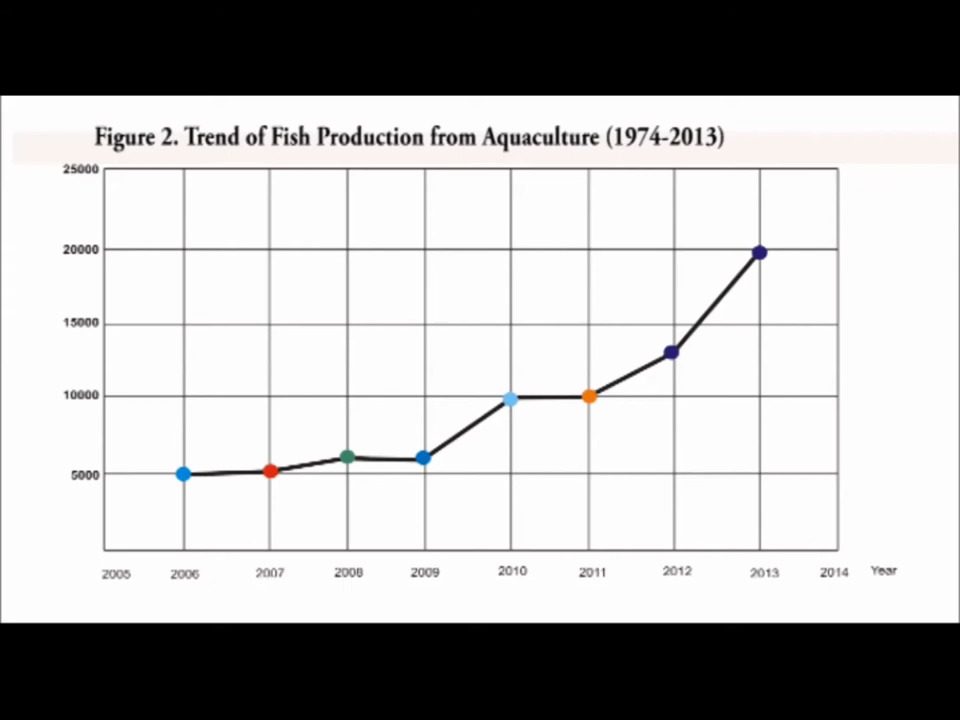 Figure 2. Trend of Fish Production from Aquaculture (1974-2013)
25000
20000
15000
10000
5000
2005 2006 2007 2008 2009 2010 2011 2012 2013 2014 Year